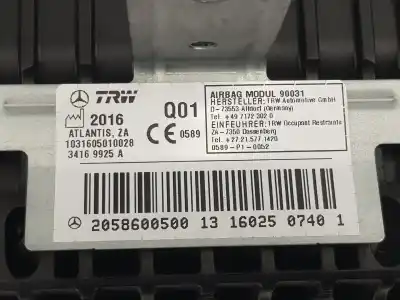 TRW
2016
ATLANTIS, ZA
1031605010028
3416 9925 A
Q01
CE 0589
AIRBAG MODUL 90031
HERSTELLER: TRW Automotive GmbH
D-73553 Alfdorf (Germany)
Tel. +49 7172 302 0
EINFUEHRER: TRW Occupant Restraints
ZA-7350 Dassenberg
Tel. +27.21.577.1420
0589-P1-0052
2058600500 13 16025 0740 1